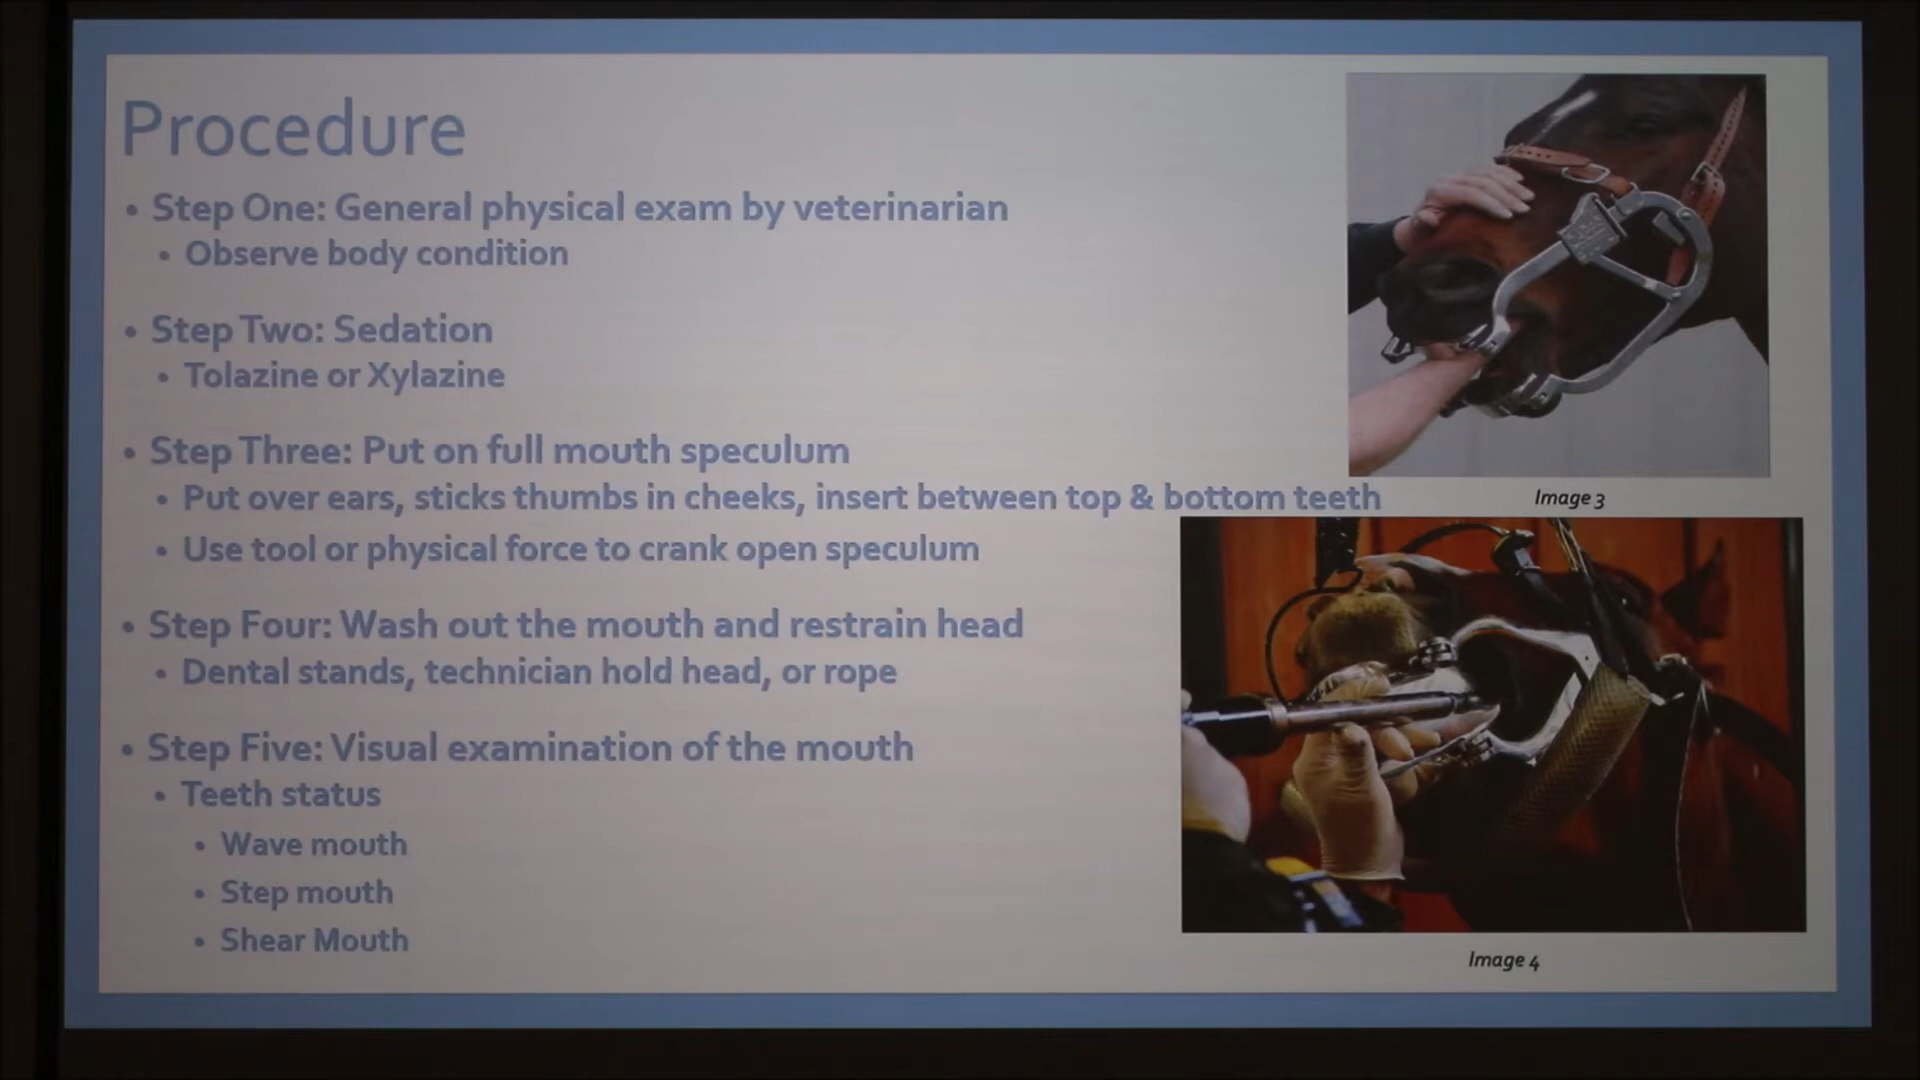 Procedure
• Step One: General physical exam by veterinarian
• Observe body condition
• Step Two: Sedation
• Tolazine or Xylazine
• Step Three: Put on full mouth speculum
• Put over ears, sticks thumbs in cheeks, insert between top & bottom teeth
• Use tool or physical force to crank open speculum
• Step Four: Wash out the mouth and restrain head
• Dental stands, technician hold head, or rope
• Step Five: Visual examination of the mouth
• Teeth status
• Wave mouth
• Step mouth
• Shear Mouth
Image 3
Image 4